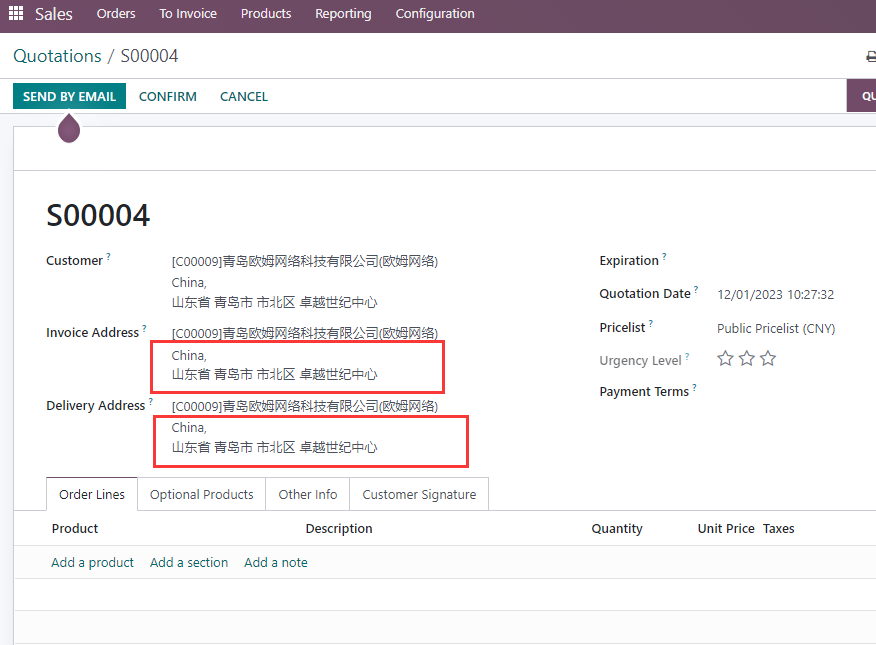 Sales Orders To Invoice Products Reporting Configuration
Quotations / S00004
SEND BY EMAIL CONFIRM CANCEL QU
S00004
Customer ? [C00009]青岛欧姆网络科技有限公司(欧姆网络)
China,
山东省 青岛市 市北区 卓越世纪中心
Invoice Address ? [C00009]青岛欧姆网络科技有限公司(欧姆网络)
China,
山东省 青岛市 市北区 卓越世纪中心
Delivery Address ? [C00009]青岛欧姆网络科技有限公司(欧姆网络)
China,
山东省 青岛市 市北区 卓越世纪中心
Expiration ?
Quotation Date ? 12/01/2023 10:27:32
Pricelist ? Public Pricelist (CNY)
Urgency Level ?
Payment Terms ?
Order Lines Optional Products Other Info Customer Signature
Product Description Quantity Unit Price Taxes
Add a product Add a section Add a note